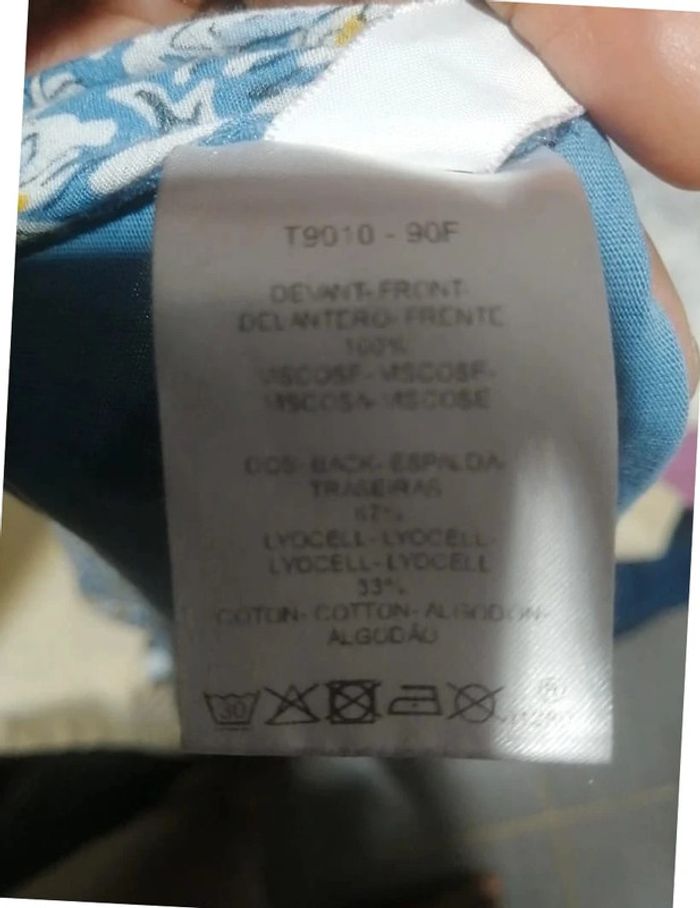 T9010 - 90F
DEVANT- FRONT-
DELANTERO- FRENTE
100%
VISCOSE- VISCOSE-
VISCOSA- VISCOSE
DOS- BACK- ESPALDA-
TRASEIRAS
67%
LYOCELL- LYOCELL-
LYOCELL- LYOCELL
33%
COTON- COTTON- ALGODON-
ALGODÃO
30